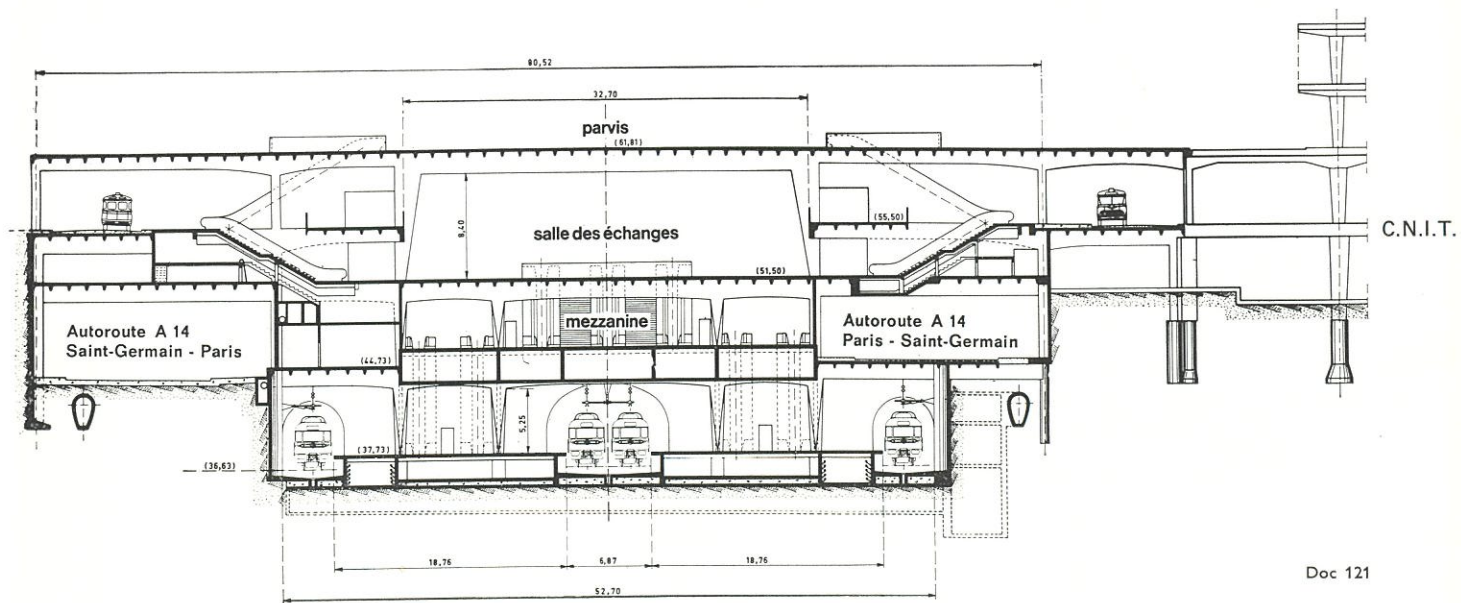 80,52
32,70
parvis
(61,81)
8,40
(55,50)
salle des échanges
C.N.I.T.
(51,50)
mezzanine
Autoroute A 14
Saint-Germain - Paris
Autoroute A 14
Paris - Saint-Germain
(44,73)
5,25
(37,73)
(36,63)
18,76
6,87
18,76
52,70
Doc 121